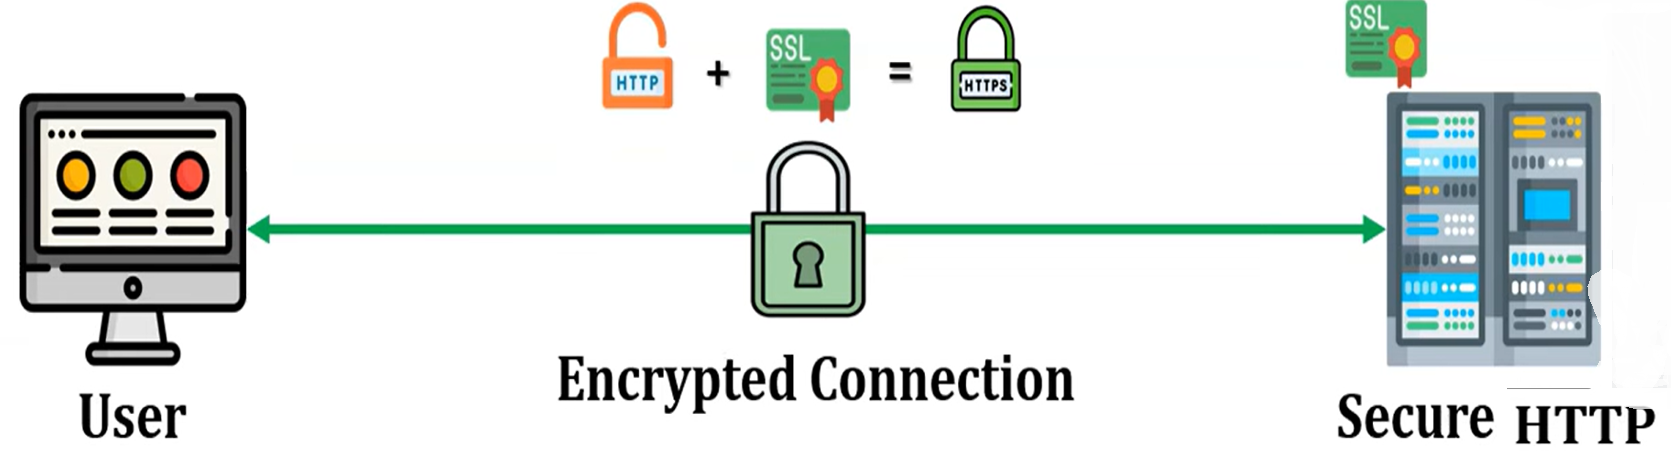 HTTP + SSL = HTTPS
SSL
Encrypted Connection
User
Secure HTTP